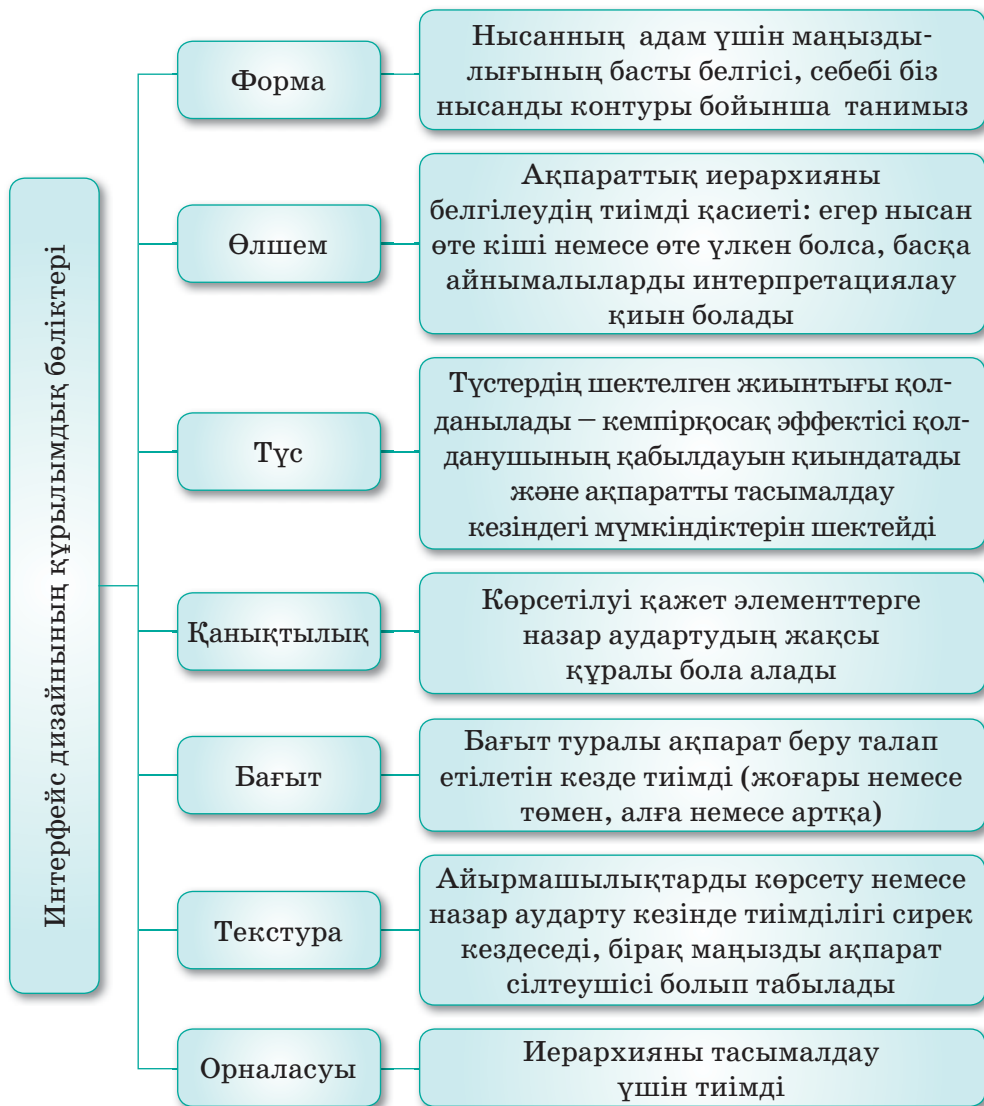 Интерфейс дизайнының құрылымдық бөліктері
Форма
Нысанның адам үшін маңызды-
лығының басты белгісі, себебі біз
нысанды контуры бойынша танимыз
Өлшем
Ақпараттық иерархияны
белгілеудің тиімді қасиеті: егер нысан
өте кіші немесе өте үлкен болса, басқа
айнымалыларды интерпретациялау
қиын болады
Түс
Түстердің шектелген жиынтығы қол-
данылады – кемпірқосақ эффектісі қол-
данушының қабылдауын қиындатады
және ақпаратты тасымалдау
кезіндегі мүмкіндіктерін шектейді
Қанықтылық
Көрсетілуі қажет элементтерге
назар аудартудың жақсы
құралы бола алады
Бағыт
Бағыт туралы ақпарат беру талап
етілетін кезде тиімді (жоғары немесе
төмен, алға немесе артқа)
Текстура
Айырмашылықтарды көрсету немесе
назар аударту кезінде тиімділігі сирек
кездеседі, бірақ маңызды ақпарат
сілтеушісі болып табылады
Орналасуы
Иерархияны тасымалдау
үшін тиімді